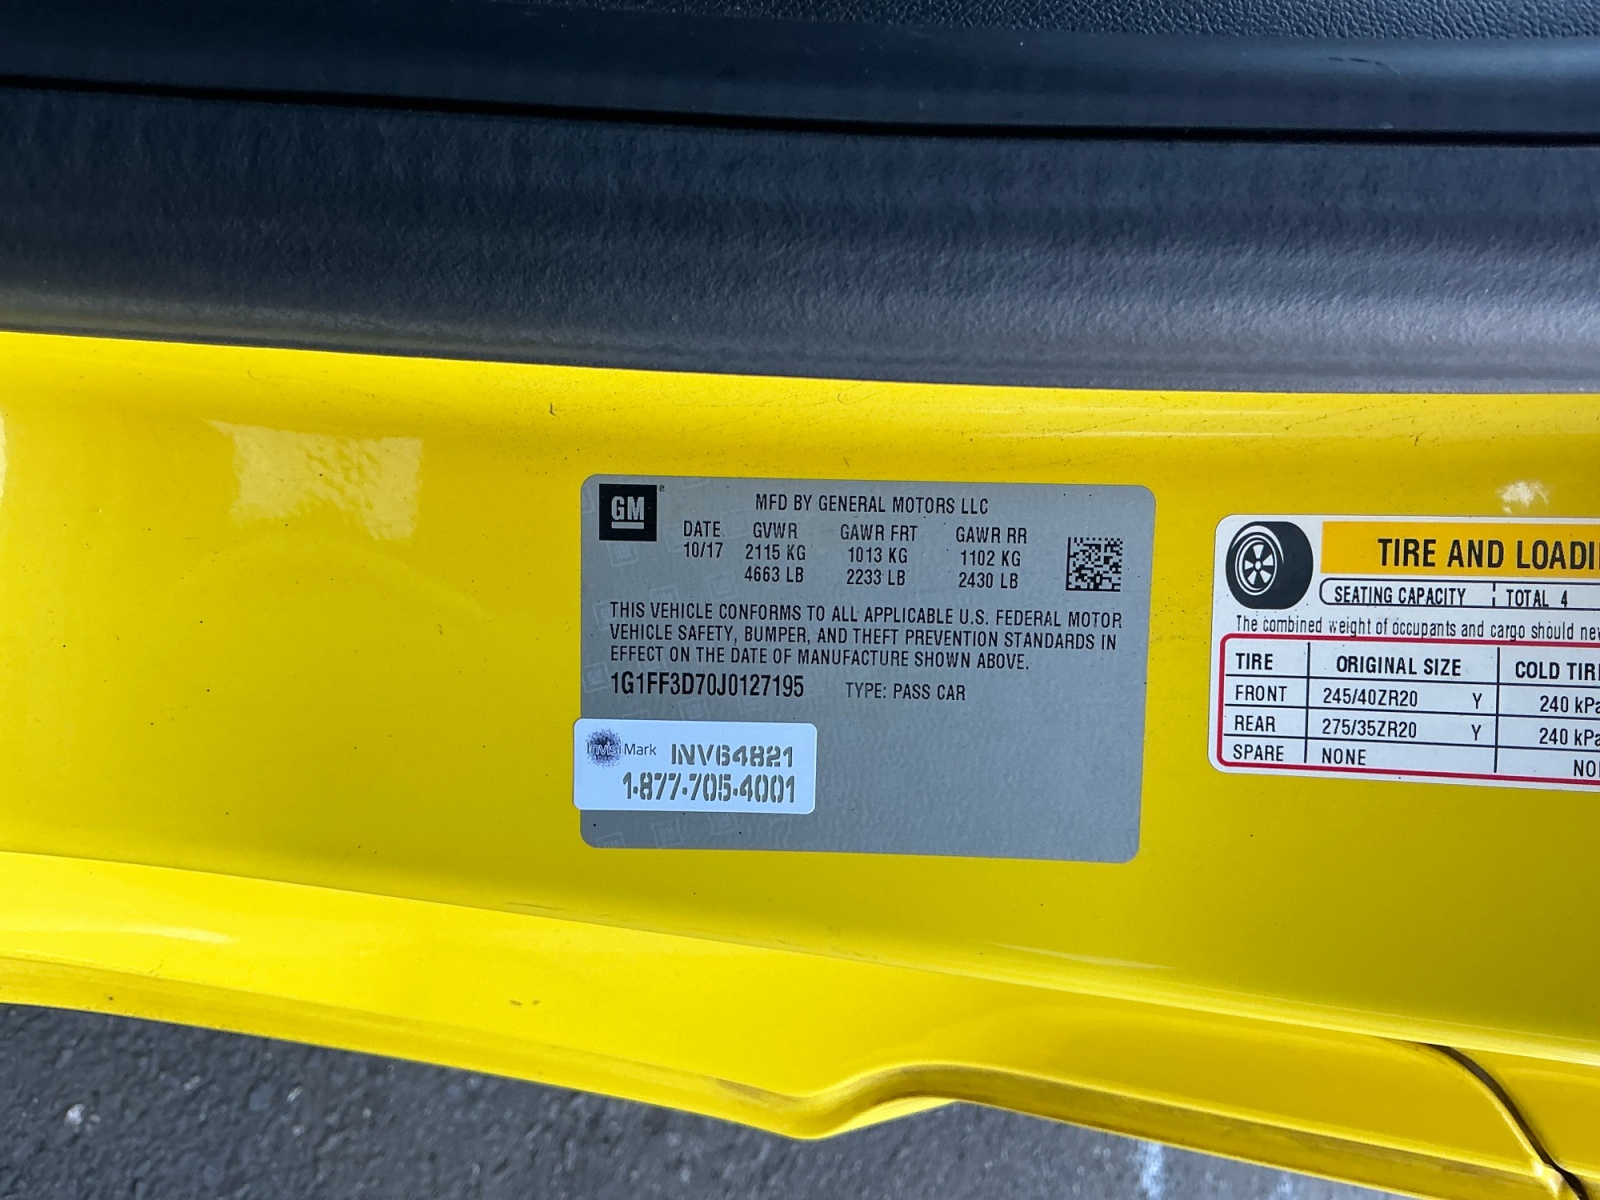 GM
MFD BY GENERAL MOTORS LLC
DATE GVWR GAWR FRT GAWR RR
10/17 2115 KG 1013 KG 1102 KG
4663 LB 2233 LB 2430 LB
THIS VEHICLE CONFORMS TO ALL APPLICABLE U.S. FEDERAL MOTOR
VEHICLE SAFETY, BUMPER, AND THEFT PREVENTION STANDARDS IN
EFFECT ON THE DATE OF MANUFACTURE SHOWN ABOVE.
1G1FF3D70J0127195 TYPE: PASS CAR
InvisiMark INV64821
1-877-705-4001
TIRE AND LOADI
SEATING CAPACITY TOTAL 4
The combined weight of occupants and cargo should nev
TIRE ORIGINAL SIZE COLD TIRE
FRONT 245/40ZR20 Y 240 kPa
REAR 275/35ZR20 Y 240 kPa
SPARE NONE NO